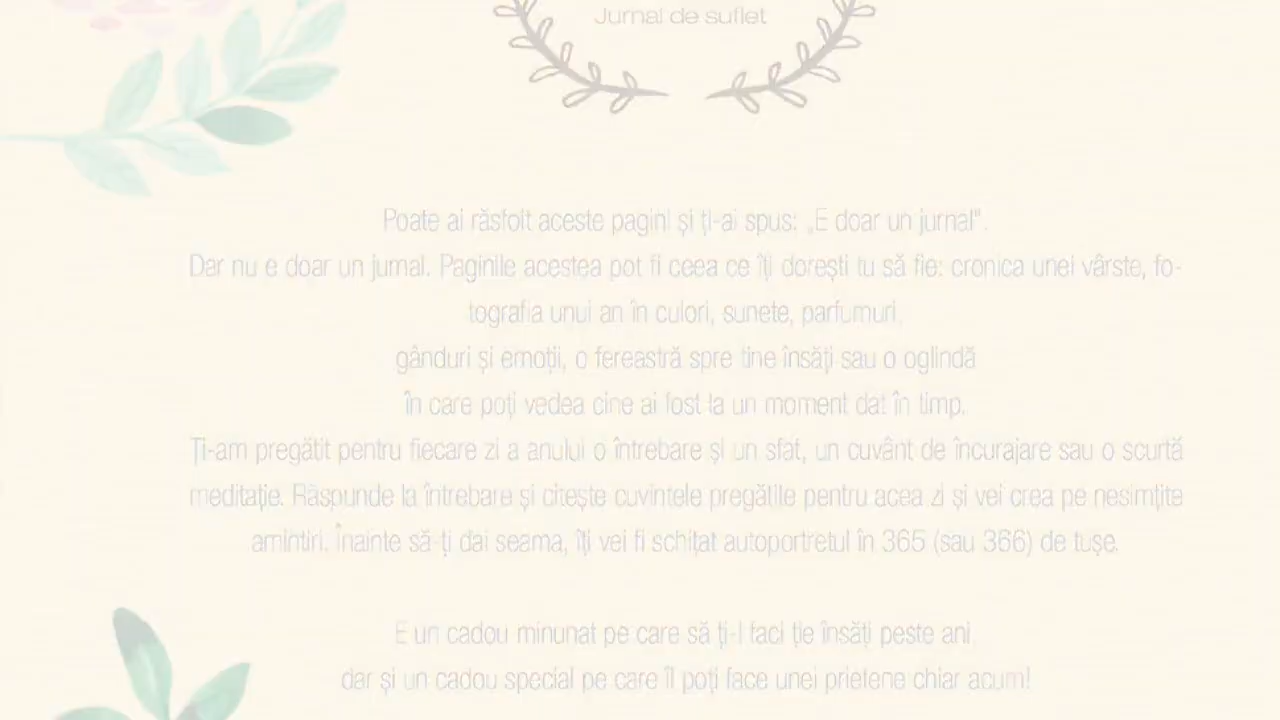 Jurnal de suflet
Poate ai răsfoit aceste pagini și ți-ai spus: „E doar un jurnal".
Dar nu e doar un jurnal. Paginile acestea pot fi ceea ce îți dorești tu să fie: cronica unei vârste, fo-
tografia unui an în culori, sunete, parfumuri,
gânduri și emoții, o fereastră spre tine însăți sau o oglindă
în care poți vedea cine ai fost la un moment dat în timp.
Ți-am pregătit pentru fiecare zi a anului o întrebare și un sfat, un cuvânt de încurajare sau o scurtă
meditație. Răspunde la întrebare și citește cuvintele pregătite pentru acea zi și vei crea pe nesimțite
amintiri. Înainte să-ți dai seama, îți vei fi schițat autoportretul în 365 (sau 366) de tușe.
E un cadou minunat pe care să ți-l faci ție însăți peste ani
dar și un cadou special pe care îl poți face unei prietene chiar acum!